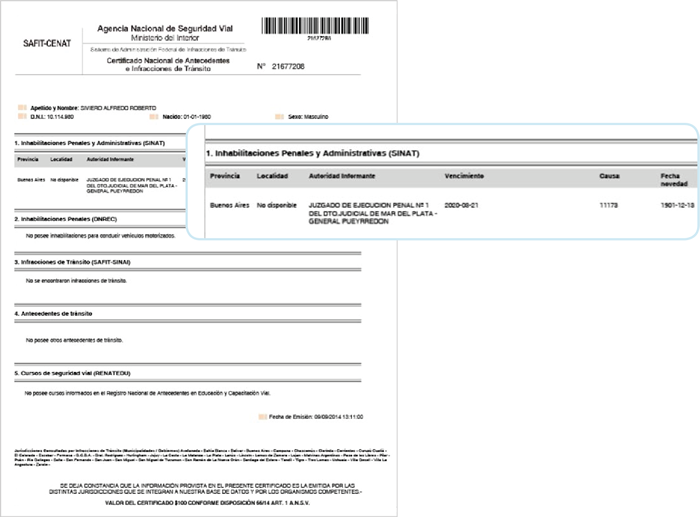 SAFIT-CENAT
Agencia Nacional de Seguridad Vial
Ministerio del Interior
Sistema de Administración Federal de Infracciones de Tránsito
Certificado Nacional de Antecedentes
e Infracciones de Tránsito
21677208
Nº 21677208
Apellido y Nombre: SIVIERO ALFREDO ROBERTO
D.N.I.: 10.114.980 Nacido: 01-01-1980 Sexo: Masculino
1. Inhabilitaciones Penales y Administrativas (SINAT)
Provincia Localidad Autoridad Informante
Buenos Aires No disponible JUZGADO DE EJECUCION PENAL Nº 1
DEL DTO.JUDICIAL DE MAR DEL PLATA -
GENERAL PUEYRREDON
1. Inhabilitaciones Penales y Administrativas (SINAT)
Provincia Localidad Autoridad Informante Vencimiento Causa Fecha
novedad
Buenos Aires No disponible JUZGADO DE EJECUCION PENAL Nº 1 2020-08-21 11173 1901-12-13
DEL DTO.JUDICIAL DE MAR DEL PLATA -
GENERAL PUEYRREDON
2. Inhabilitaciones Penales (ONREC)
No posee inhabilitaciones para conducir vehículos motorizados.
3. Infracciones de Tránsito (SAFIT-SINAI)
No se encontraron infracciones de tránsito.
4. Antecedentes de tránsito
No posee otros antecedentes de tránsito.
5. Cursos de seguridad vial (RENATEDU)
No posee cursos informados en el Registro Nacional de Antecedentes en Educación y Capacitación Vial.
Fecha de Emisión: 09/09/2014 13:11:00
SE DEJA CONSTANCIA QUE LA INFORMACIÓN PROVISTA EN EL PRESENTE CERTIFICADO ES LA EMITIDA POR LAS
DISTINTAS JURISDICCIONES QUE SE INTEGRAN A NUESTRA BASE DE DATOS Y POR LOS ORGANISMOS COMPETENTES.-
VALOR DEL CERTIFICADO $100 CONFORME DISPOSICIÓN 66/14 ART. 1 A.N.S.V.